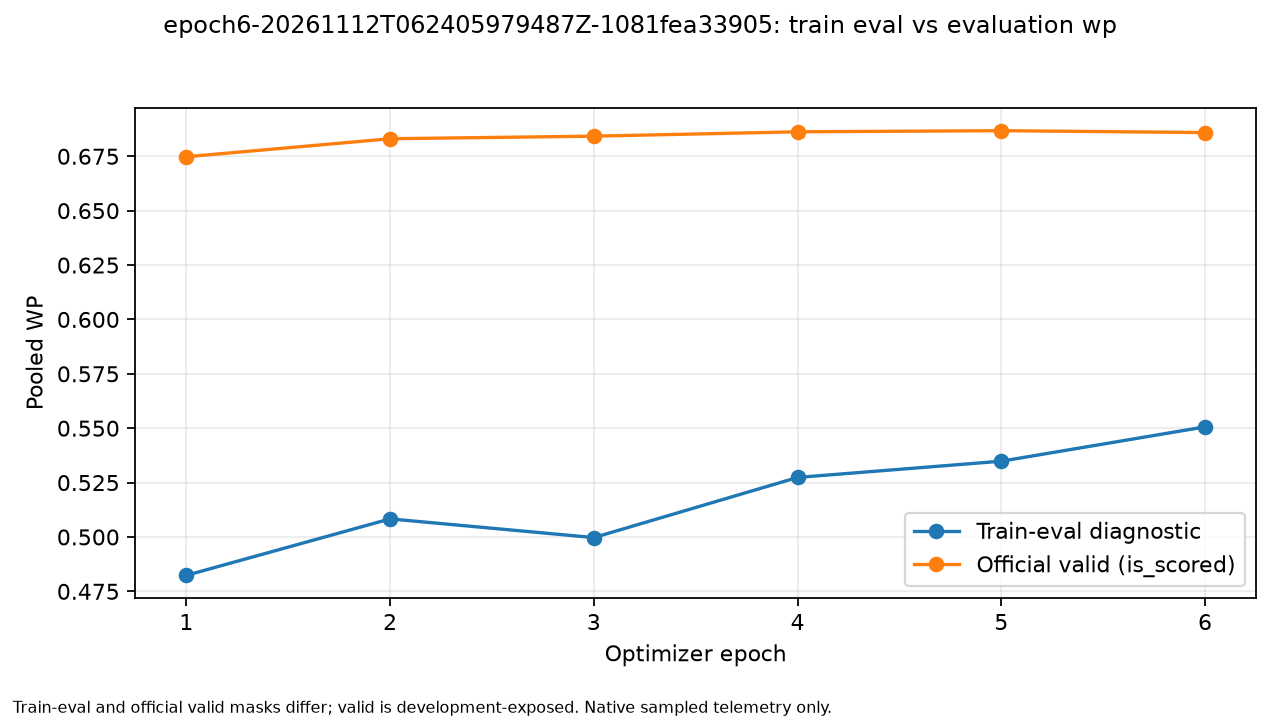 epoch6-20261112T062405979487Z-1081fea33905: train eval vs evaluation wp
Pooled WP
0.675
0.650
0.625
0.600
0.575
0.550
0.525
0.500
0.475
Train-eval diagnostic
Official valid (is_scored)
1 2 3 4 5 6
Optimizer epoch
Train-eval and official valid masks differ; valid is development-exposed. Native sampled telemetry only.